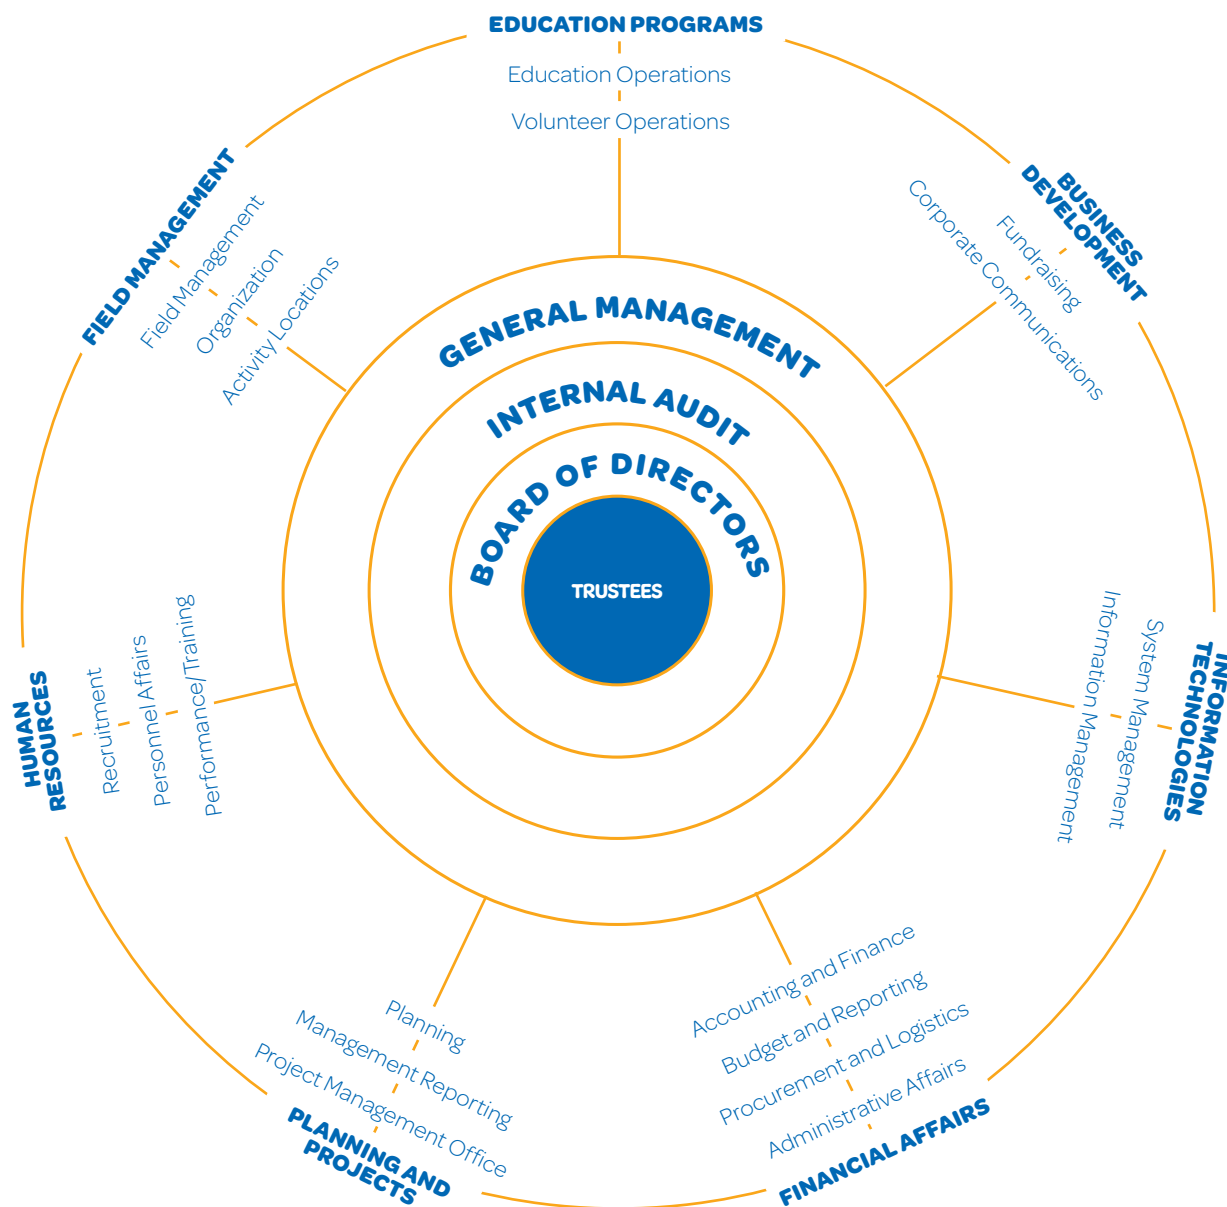 EDUCATION PROGRAMS
Education Operations
Volunteer Operations
BUSINESS
DEVELOPMENT
Fundraising
Corporate Communications
INFORMATION
TECHNOLOGIES
System Management
Information Management
FINANCIAL AFFAIRS
Administrative Affairs
Procurement and Logistics
Budget and Reporting
Accounting and Finance
PLANNING AND
PROJECTS
Project Management Office
Management Reporting
Planning
HUMAN
RESOURCES
Recruitment
Personnel Affairs
Performance/Training
FIELD MANAGEMENT
Field Management
Organization
Activity Locations
GENERAL MANAGEMENT
INTERNAL AUDIT
BOARD OF DIRECTORS
TRUSTEES